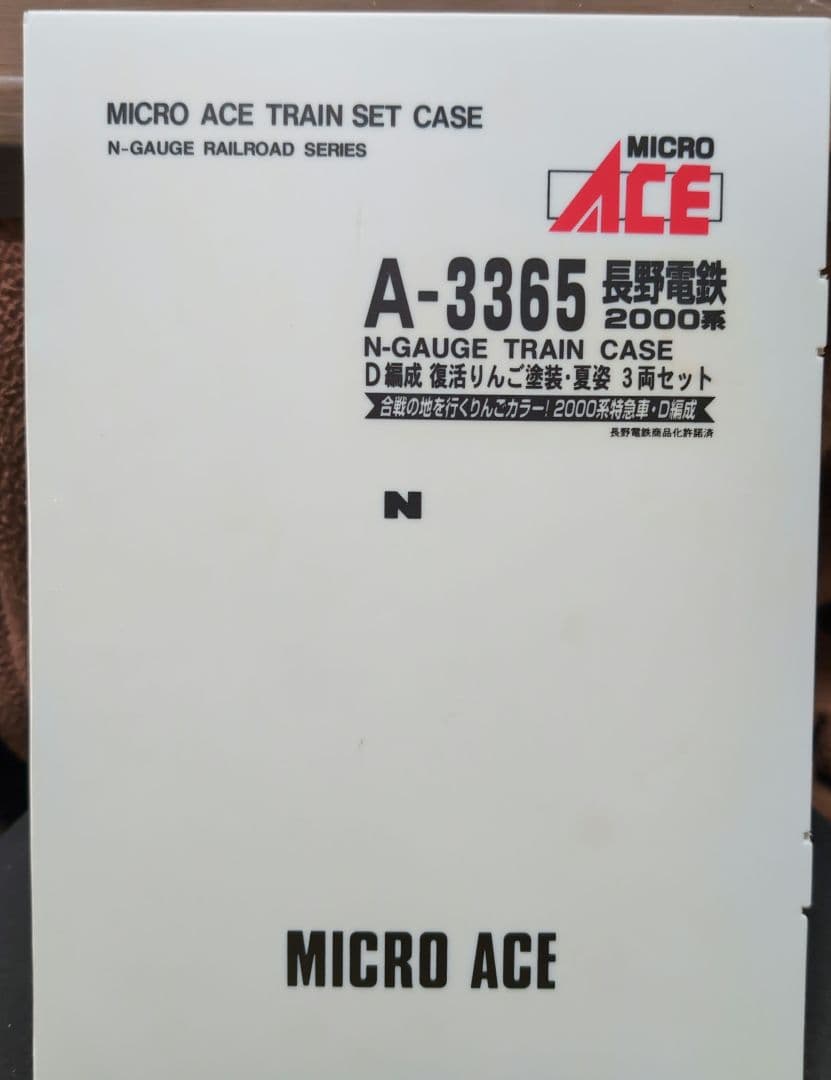 MICRO ACE TRAIN SET CASE
N-GAUGE RAILROAD SERIES
MICRO
ACE
A-3365 長野電鉄
2000系
N-GAUGE TRAIN CASE
D編成 復活りんご塗装・夏姿 3両セット
合戦の地を行くりんごカラー! 2000系特急車・D編成
長野電鉄商品化許諾済
N
MICRO ACE